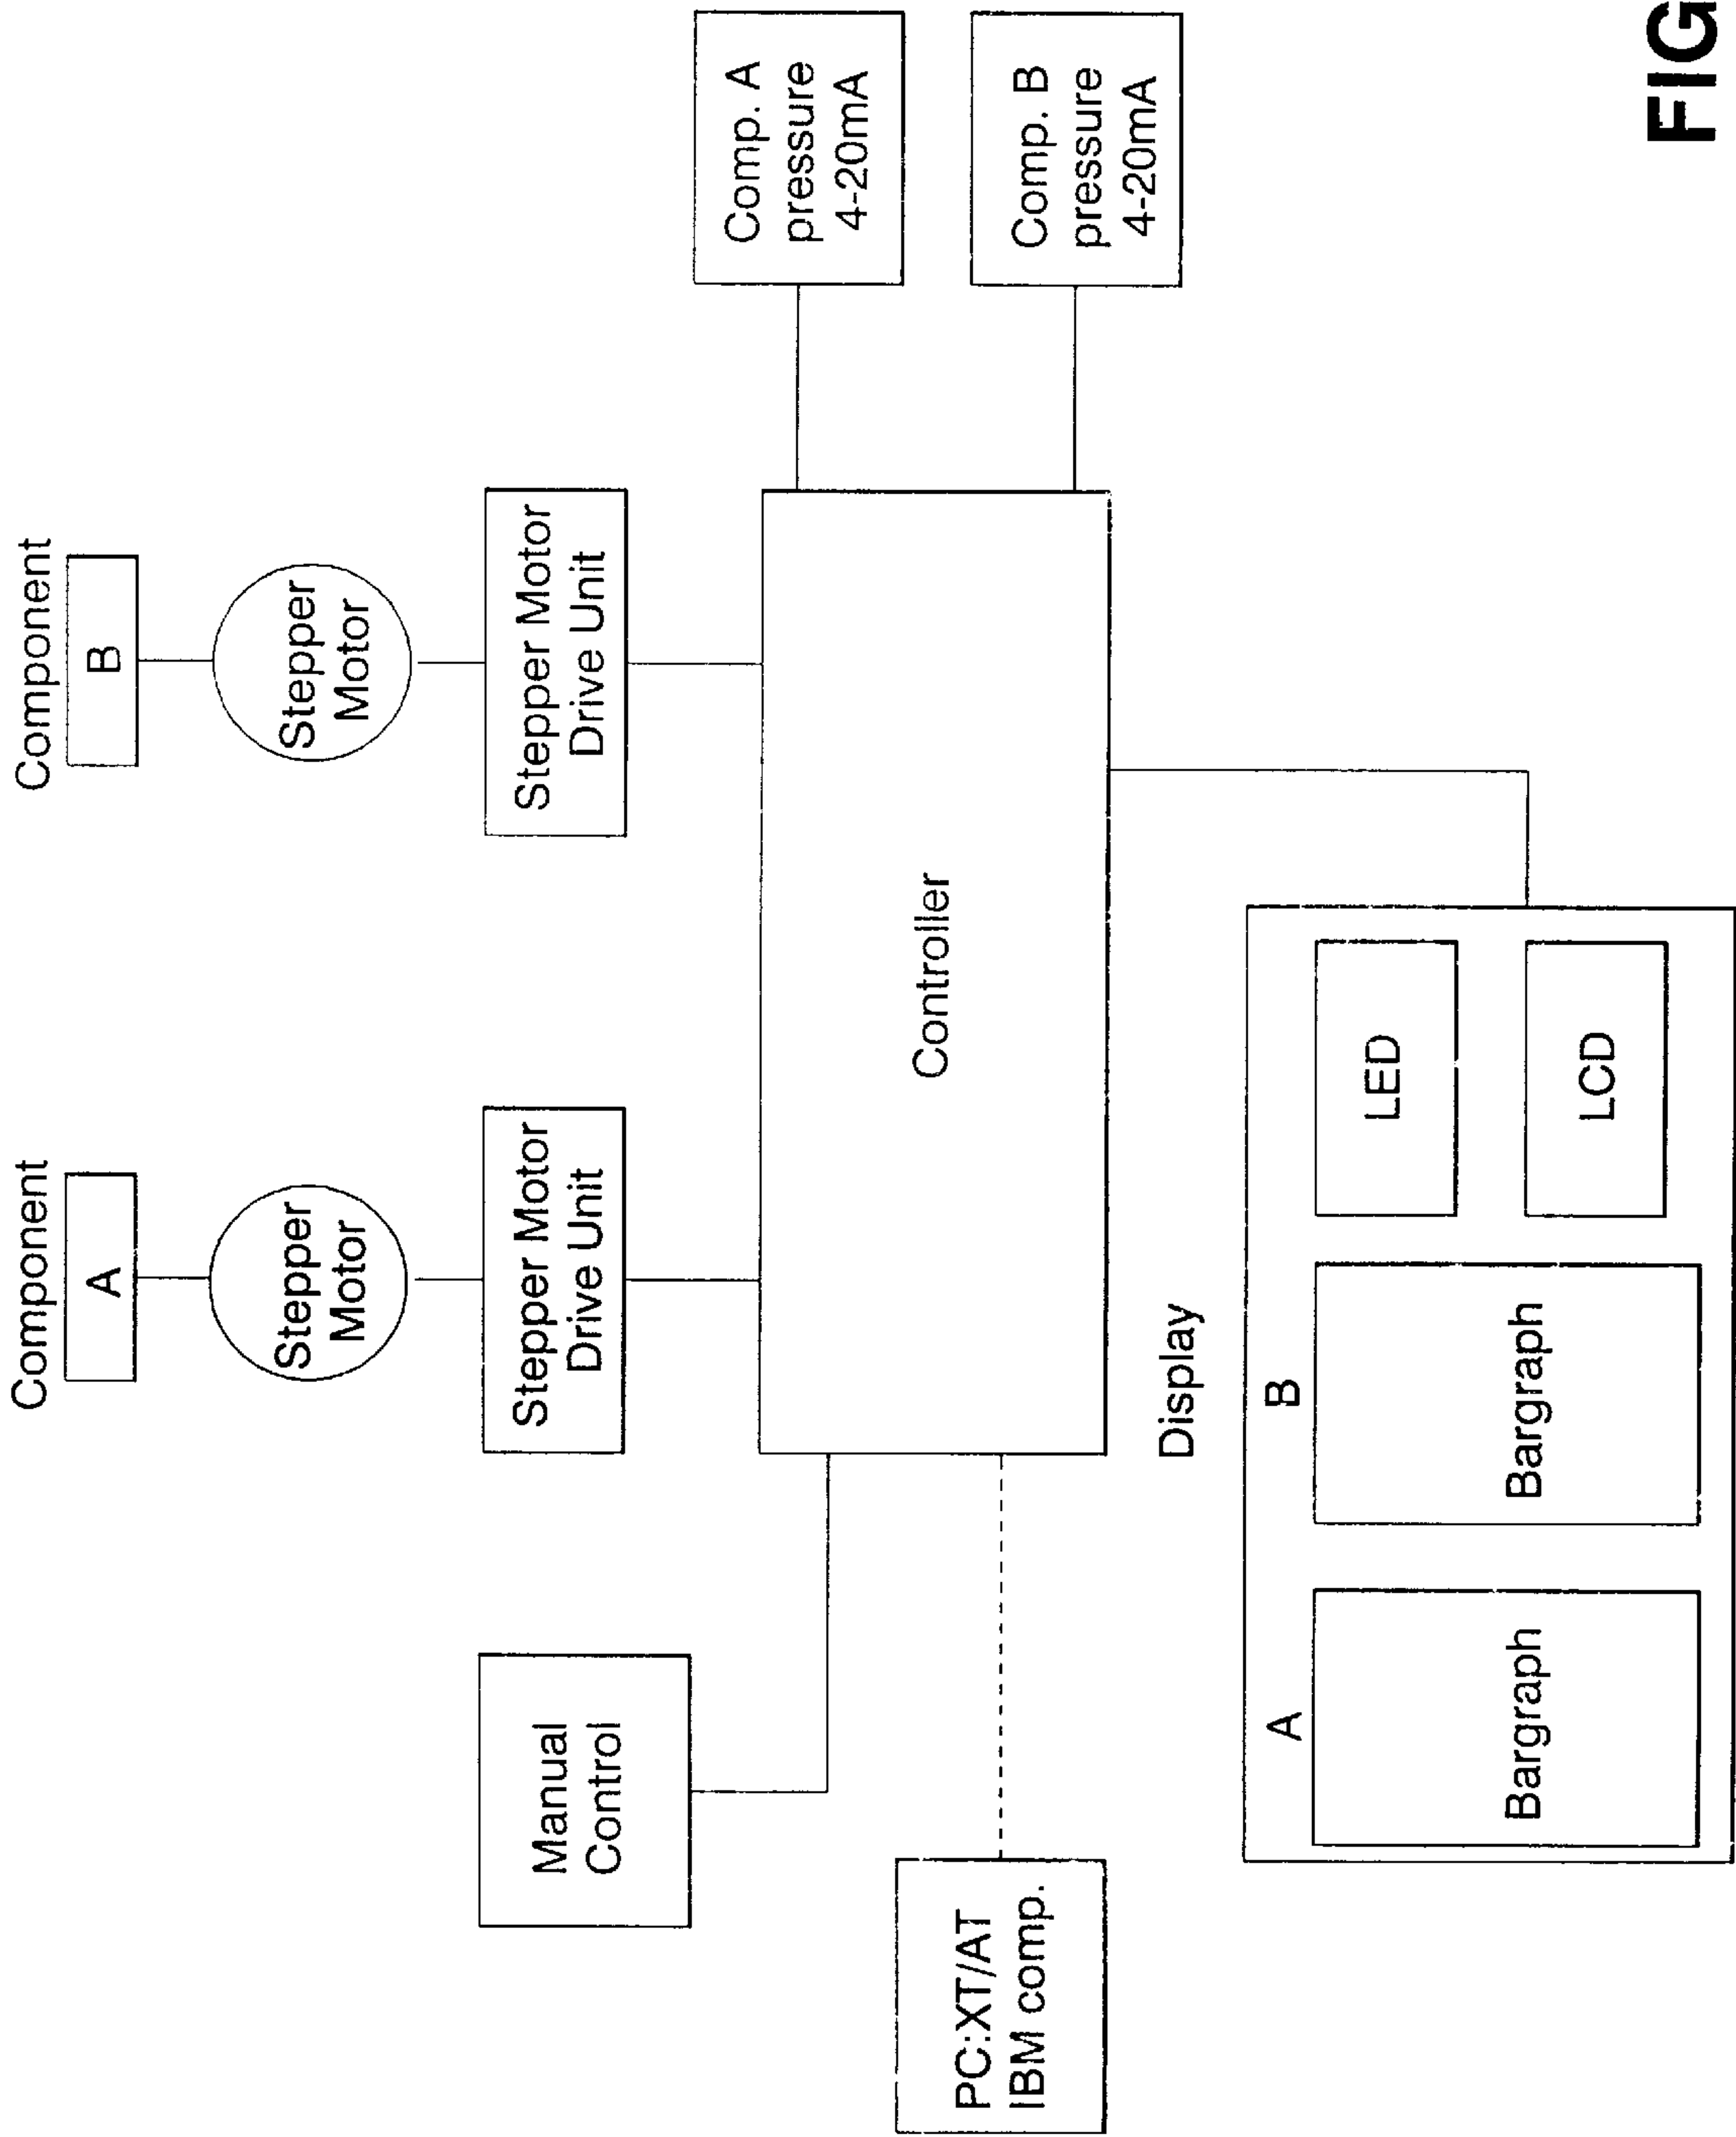 Component
A
Stepper
Motor
Stepper Motor
Drive Unit
Component
B
Stepper
Motor
Stepper Motor
Drive Unit
Manual
Control
PC:XT/AT
IBM comp.
Controller
Comp. A
pressure
4-20mA
Comp. B
pressure
4-20mA
Display
A
Bargraph
B
Bargraph
LED
LCD
FIG